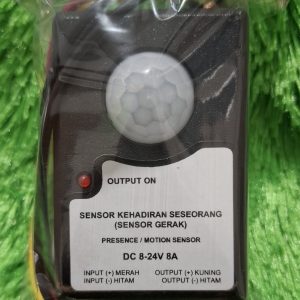 OUTPUT ON
SENSOR KEHADIRAN SESEORANG
(SENSOR GERAK)
PRESENCE / MOTION SENSOR
DC 8-24V 8A
INPUT (+) MERAH OUTPUT (+) KUNING
INPUT (-) HITAM OUTPUT (-) HITAM